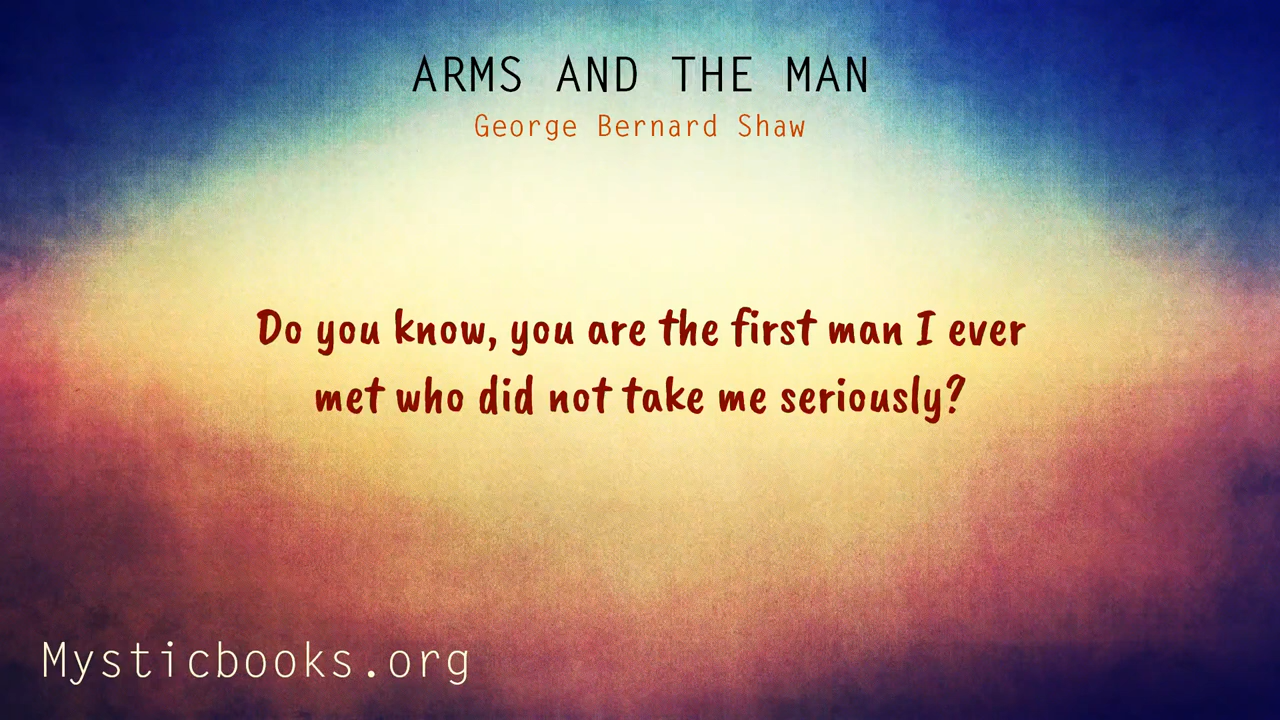 ARMS AND THE MAN
George Bernard Shaw
Do you know, you are the first man I ever
met who did not take me seriously?
Mysticbooks.org